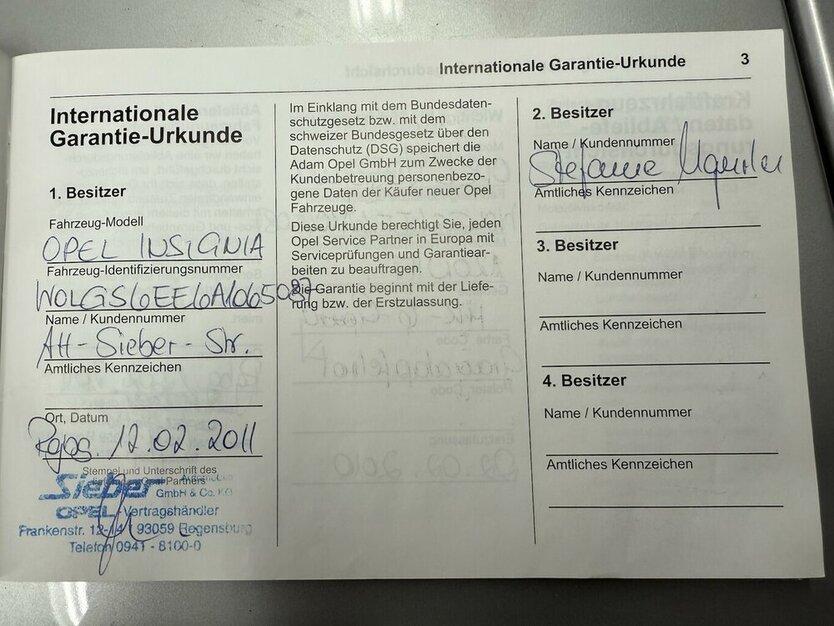 Internationale Garantie-Urkunde 3
Internationale
Garantie-Urkunde
1. Besitzer
Fahrzeug-Modell
OPEL INSIGNIA
Fahrzeug-Identifizierungsnummer
WOLGS6EE6A1065087
Name / Kundennummer
AH-Sieber-Str.
Amtliches Kennzeichen
Ort, Datum
Rgbg. 12.02.2011
Stempel und Unterschrift des
Opel Partners
Sieber Automobile
GmbH & Co. KG
OPEL-Vertragshändler
Frankenstr. 12-14 93059 Regensburg
Telefon 0941 - 8100-0
Im Einklang mit dem Bundesdaten-
schutzgesetz bzw. mit dem
schweizer Bundesgesetz über den
Datenschutz (DSG) speichert die
Adam Opel GmbH zum Zwecke der
Kundenbetreuung personenbezo-
gene Daten der Käufer neuer Opel
Fahrzeuge.
Diese Urkunde berechtigt Sie, jeden
Opel Service Partner in Europa mit
Serviceprüfungen und Garantiear-
beiten zu beauftragen.
Die Garantie beginnt mit der Liefe-
rung bzw. der Erstzulassung.
2. Besitzer
Name / Kundennummer
Stefanie
Amtliches Kennzeichen
3. Besitzer
Name / Kundennummer
Amtliches Kennzeichen
4. Besitzer
Name / Kundennummer
Amtliches Kennzeichen